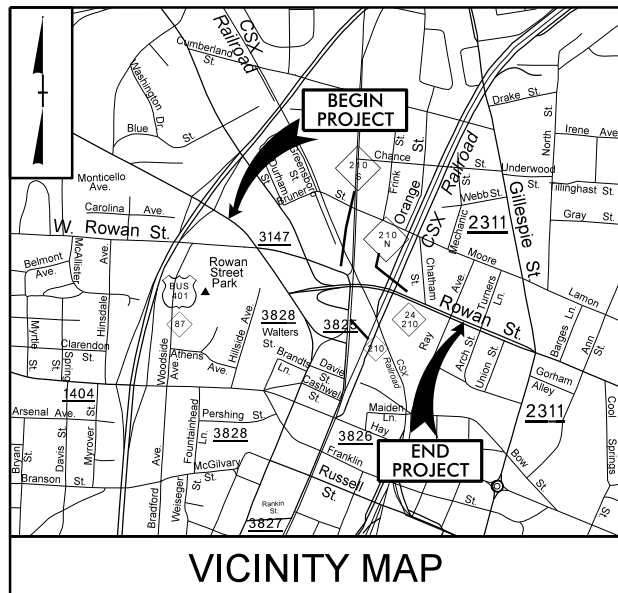 CSX
Railroad
Cumberland
St.
Washington
Dr.
Blue St.
BEGIN
PROJECT
Drake St.
North St.
Irene Ave.
Greensboro
St.
Durham
St.
Bruner St.
210
S
Chance St.
Frink
Orange St.
CSX Railroad
Underwood
Webb St.
Tillinghast St.
Gray St.
Monticello
Ave.
Carolina Ave.
W. Rowan St.
3147
210
N
Mechanic
2311
Gillespie St.
Moore
Belmont
Ave.
McAllister
Hinsdale Ave.
BUS
401
Rowan
Street
Park
87
Chatham
Ave.
Turners
Ln.
Lamon
Rowan St.
24
210
Ray
Arch St.
Union St.
Barges Ln.
Ann St.
Myrtle St.
Clarendon
St.
Spring
Woodside Ave.
Athens
Ave.
Hillside Ave.
3828
Walters
St.
3825
210
CSX
Railroad
Brandts
Ln.
Davie St.
Cashwell
St.
Gorham
Alley
1404
2311
Arsenal Ave.
Davis St.
Myrover St.
Pershing St.
Fountainhead
Ln.
3828
Maiden
Ln.
Hay
3826
Franklin
END
PROJECT
Bow
St.
Cool
Springs
St.
Bryan
St.
Branson St.
McGilvary
St.
Bradford Ave.
Weiseger
St.
Russell
St.
Rankin
St.
3827
VICINITY MAP